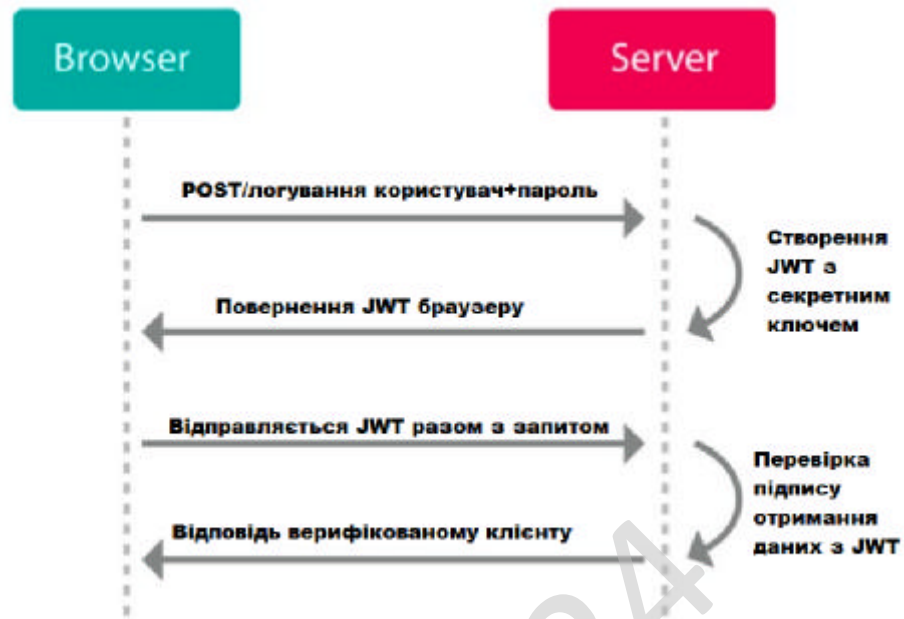 Browser
Server
POST/логування користувач+пароль
Створення
JWT з
секретним
ключем
Повернення JWT браузеру
Відправляється JWT разом з запитом
Перевірка
підпису
отримання
даних з JWT
Відповідь верифікованому клієнту
24